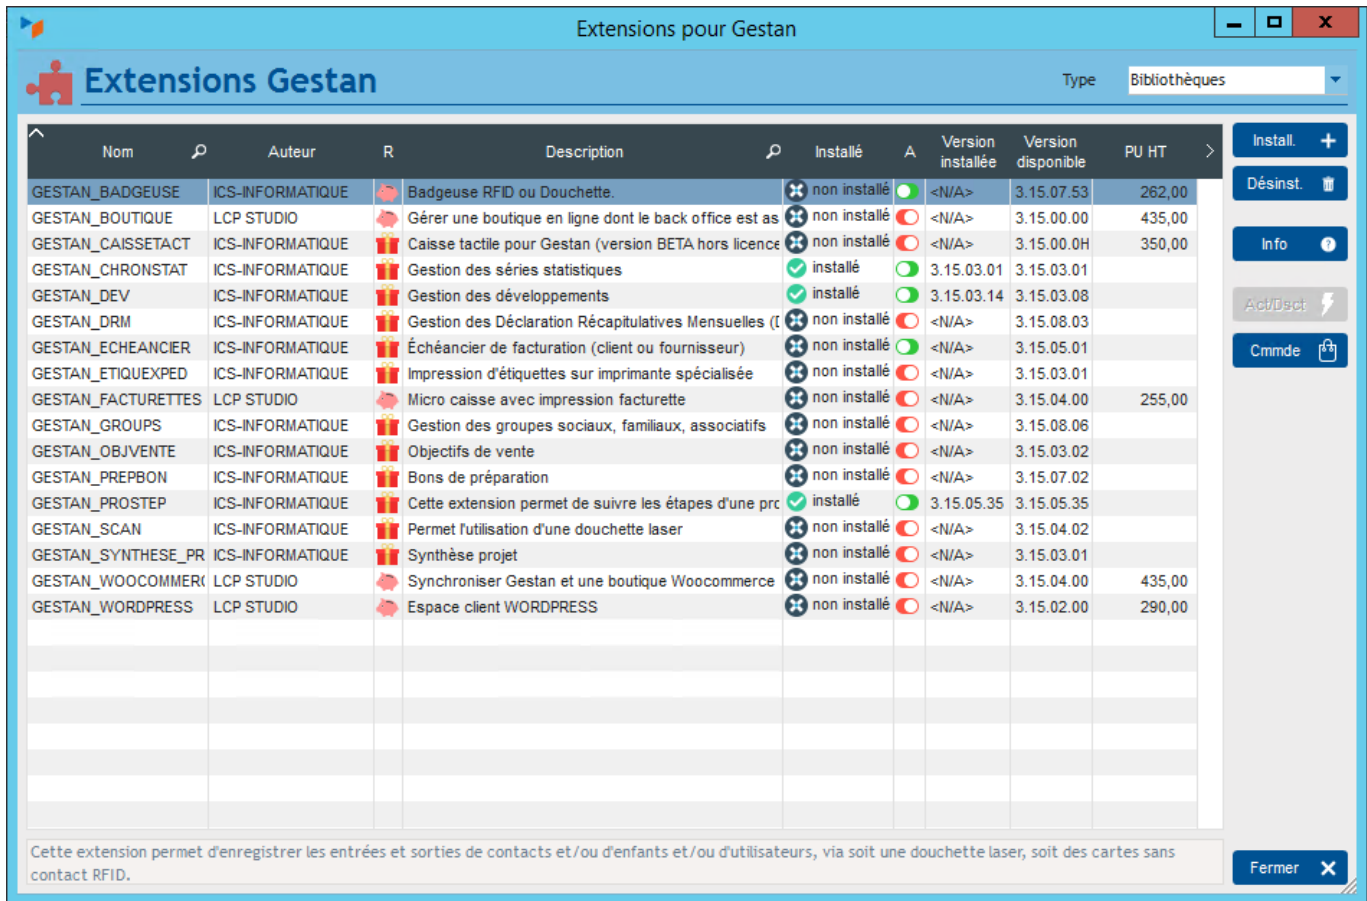 Extensions pour Gestan
Extensions Gestan
Type Bibliothèques
Nom Auteur R Description Installé A Version installée Version disponible PU HT
GESTAN_BADGEUSE ICS-INFORMATIQUE Badgeuse RFID ou Douchette. non installé <N/A> 3.15.07.53 262,00
GESTAN_BOUTIQUE LCP STUDIO Gérer une boutique en ligne dont le back office est as non installé <N/A> 3.15.00.00 435,00
GESTAN_CAISSETACT ICS-INFORMATIQUE Caisse tactile pour Gestan (version BETA hors licence non installé <N/A> 3.15.00.0H 350,00
GESTAN_CHRONSTAT ICS-INFORMATIQUE Gestion des séries statistiques installé 3.15.03.01 3.15.03.01
GESTAN_DEV ICS-INFORMATIQUE Gestion des développements installé 3.15.03.14 3.15.03.08
GESTAN_DRM ICS-INFORMATIQUE Gestion des Déclaration Récapitulatives Mensuelles (D non installé <N/A> 3.15.08.03
GESTAN_ECHEANCIER ICS-INFORMATIQUE Échéancier de facturation (client ou fournisseur) non installé <N/A> 3.15.05.01
GESTAN_ETIQUEXPED ICS-INFORMATIQUE Impression d'étiquettes sur imprimante spécialisée non installé <N/A> 3.15.03.01
GESTAN_FACTURETTES LCP STUDIO Micro caisse avec impression facturette non installé <N/A> 3.15.04.00 255,00
GESTAN_GROUPS ICS-INFORMATIQUE Gestion des groupes sociaux, familiaux, associatifs non installé <N/A> 3.15.08.06
GESTAN_OBJVENTE ICS-INFORMATIQUE Objectifs de vente non installé <N/A> 3.15.03.02
GESTAN_PREPBON ICS-INFORMATIQUE Bons de préparation non installé <N/A> 3.15.07.02
GESTAN_PROSTEP ICS-INFORMATIQUE Cette extension permet de suivre les étapes d'une prc installé 3.15.05.35 3.15.05.35
GESTAN_SCAN ICS-INFORMATIQUE Permet l'utilisation d'une douchette laser non installé <N/A> 3.15.04.02
GESTAN_SYNTHESE_PR ICS-INFORMATIQUE Synthèse projet non installé <N/A> 3.15.03.01
GESTAN_WOOCOMMERC LCP STUDIO Synchroniser Gestan et une boutique Woocommerce non installé <N/A> 3.15.04.00 435,00
GESTAN_WORDPRESS LCP STUDIO Espace client WORDPRESS non installé <N/A> 3.15.02.00 290,00
Install.
Désinst.
Info
Act/Dsct
Cmmde
Cette extension permet d'enregistrer les entrées et sorties de contacts et/ou d'enfants et/ou d'utilisateurs, via soit une douchette laser, soit des cartes sans
contact RFID.
Fermer